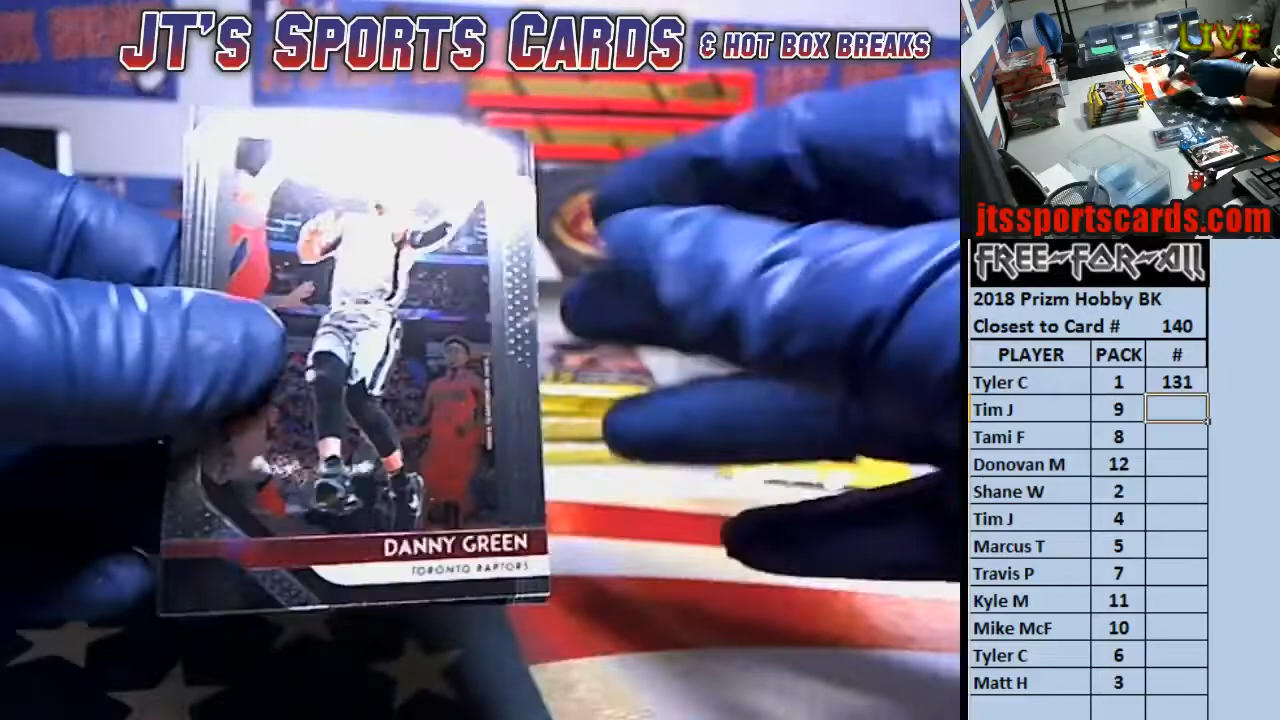 JT's Sports Cards & Hot Box Breaks
LIVE
jtssportscards.com
FREE-FOR-ALL
2018 Prizm Hobby BK
Closest to Card # 140
PLAYER PACK #
Tyler C 1 131
Tim J 9
Tami F 8
Donovan M 12
Shane W 2
Tim J 4
Marcus T 5
Travis P 7
Kyle M 11
Mike McF 10
Tyler C 6
Matt H 3
DANNY GREEN
TORONTO RAPTORS